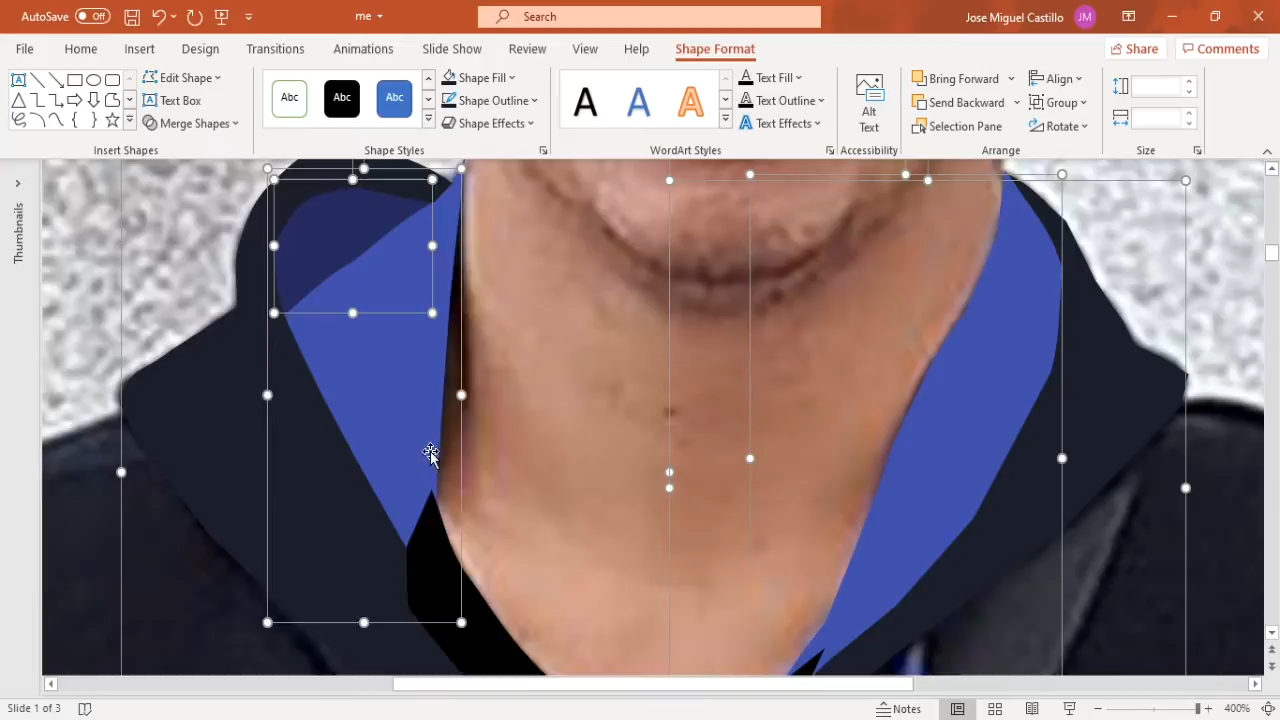 AutoSave Off me Search Jose Miguel Castillo JM
File Home Insert Design Transitions Animations Slide Show Review View Help Shape Format Share Comments
Edit Shape Abc Abc Abc Shape Fill A A A Text Fill Bring Forward Align
Text Box Shape Outline Text Outline Send Backward Group
Merge Shapes Shape Effects Text Effects Alt Text Selection Pane Rotate
Insert Shapes Shape Styles WordArt Styles Accessibility Arrange Size
Thumbnails
Slide 1 of 3 Notes 400%